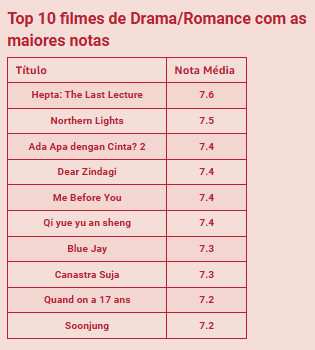 Top 10 filmes de Drama/Romance com as
maiores notas
Título Nota Média
Hepta: The Last Lecture 7.6
Northern Lights 7.5
Ada Apa dengan Cinta? 2 7.4
Dear Zindagi 7.4
Me Before You 7.4
Qi yue yu an sheng 7.4
Blue Jay 7.3
Canastra Suja 7.3
Quand on a 17 ans 7.2
Soonjung 7.2